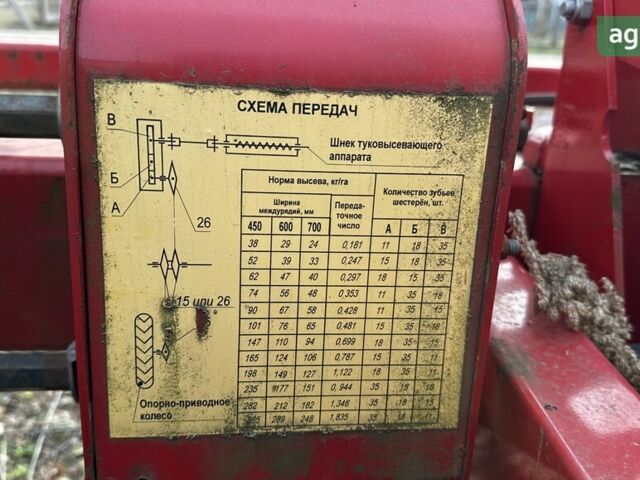 ag
СХЕМА ПЕРЕДАЧ
В
Б
А
26
15 или 26
Шнек туковысевающего
аппарата
Опорно-приводное
колесо
Норма высева, кг/га Количество зубьев
шестерён, шт.
Ширина
междурядий, мм
Переда-
точное
число
450 600 700 А Б В
38 29 24 0,181 11 18 35
52 39 33 0,247 15 18 35
62 47 40 0,297 18 15 35
74 56 48 0,353 11 35 18
90 67 58 0,428 11 35 15
101 76 65 0,481 15 35 18
147 110 94 0,699 18 35 15
165 124 106 0,787 15 35 11
198 149 127 1,122 18 35 11
235 177 151 0,944 35 15 18
282 212 182 1,346 35 18 15
289 248 1,835 35 18 11